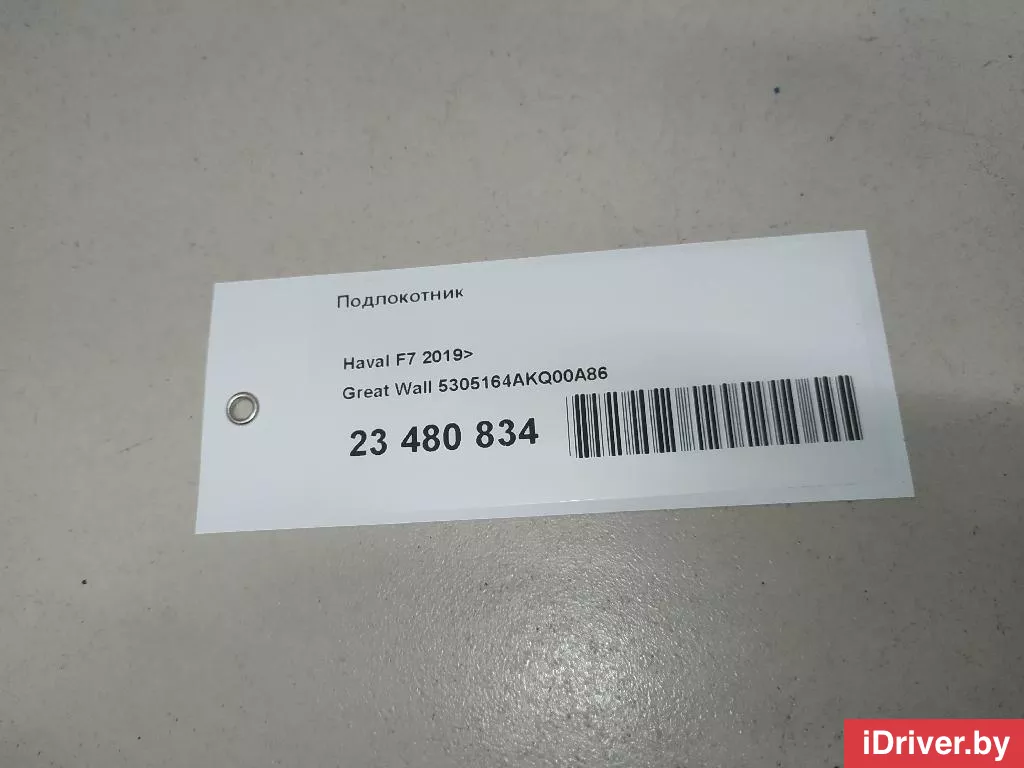 Подлокотник
Haval F7 2019>
Great Wall 5305164AKQ00A86
23 480 834
iDriver.by